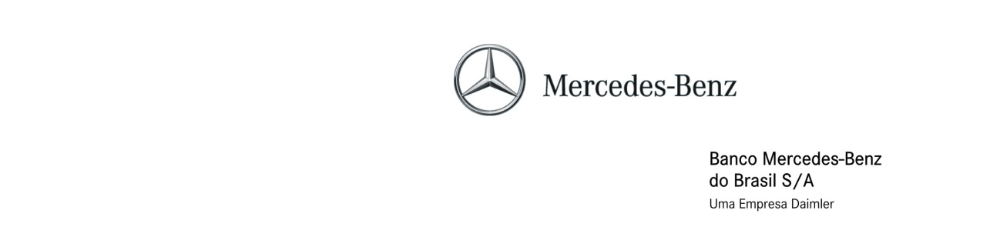 Mercedes-Benz
Banco Mercedes-Benz
do Brasil S/A
Uma Empresa Daimler